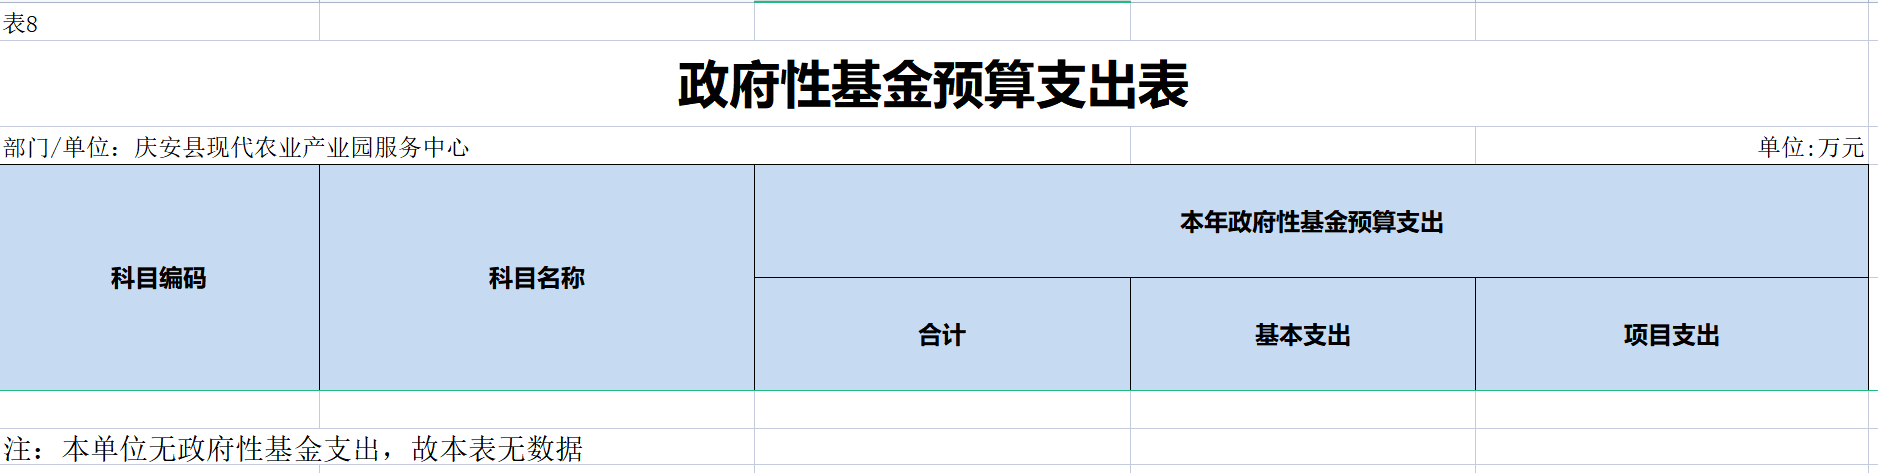 表8
政府性基金预算支出表
部门/单位：庆安县现代农业产业园服务中心 单位:万元
科目编码 科目名称 本年政府性基金预算支出
合计 基本支出 项目支出
注：本单位无政府性基金支出，故本表无数据